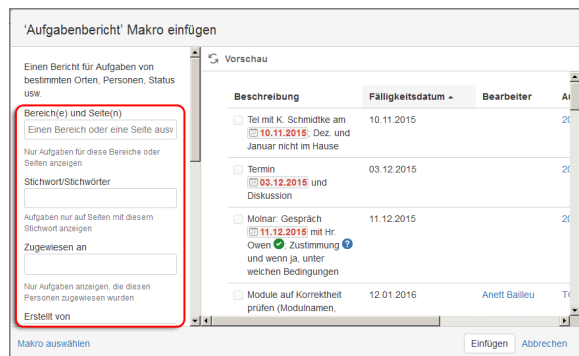 'Aufgabenbericht' Makro einfügen
Einen Bericht für Aufgaben von
bestimmten Orten, Personen, Status
usw.
Bereich(e) und Seite(n)
Einen Bereich oder eine Seite ausw
Nur Aufgaben für diese Bereiche oder
Seiten anzeigen
Stichwort/Stichwörter
Aufgaben nur auf Seiten mit diesem
Stichwort anzeigen
Zugewiesen an
Nur Aufgaben anzeigen, die diesen
Personen zugewiesen wurden
Erstellt von
Vorschau
Beschreibung Fälligkeitsdatum Bearbeiter Au
Tel mit K. Schmidtke am 10.11.2015 20
10.11.2015; Dez. und
Januar nicht im Hause
Termin 03.12.2015 20
03.12.2015 und
Diskussion
Molnar: Gespräch 11.12.2015 20
11.12.2015 mit Hr.
Owen ; Zustimmung
und wenn ja, unter
welchen Bedingungen
Module auf Korrektheit 12.01.2016 Anett Bailleu TO
prüfen (Modulnamen,
Makro auswählen Einfügen Abbrechen